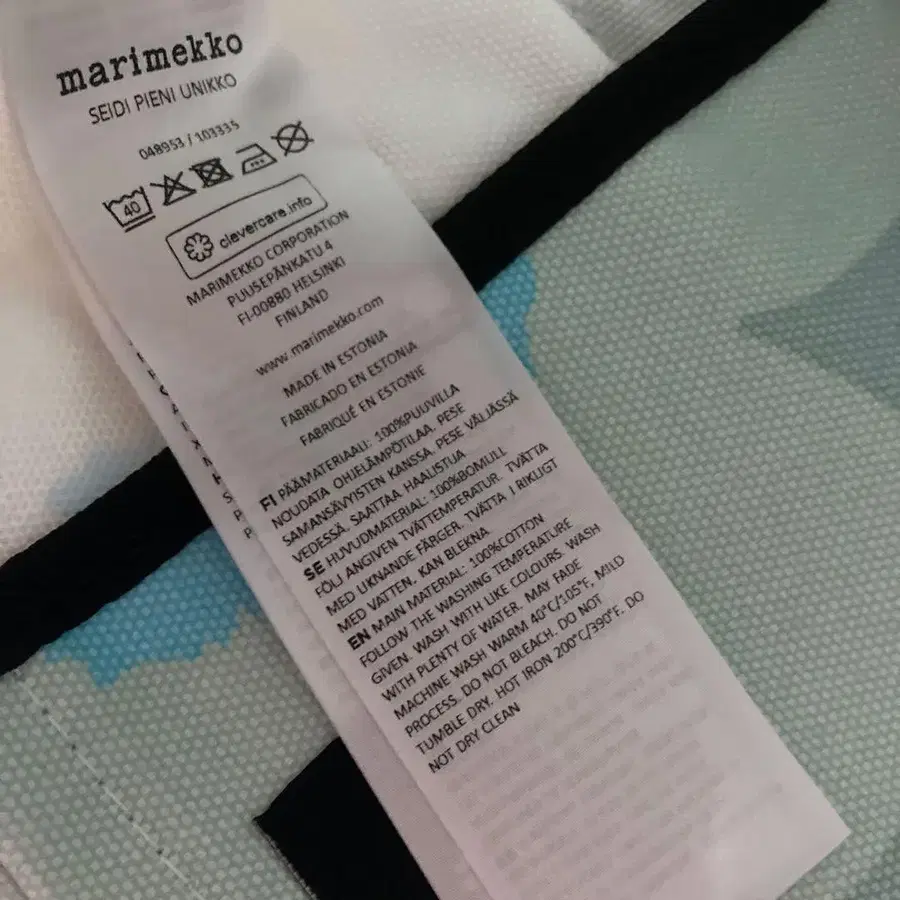 marimekko
SEIDI PIENI UNIKKO
048953 / 103335
40
clevercare.info
MARIMEKKO CORPORATION
PUUSEPÄNKATU 4
FI-00880 HELSINKI
FINLAND
www.marimekko.com
MADE IN ESTONIA
FABRICADO EN ESTONIA
FABRIQUÉ EN ESTONIE
FI PÄÄMATERIAALI: 100%PUUVILLA
NOUDATA OHJELÄMPÖTILAA. PESE
SAMANSÄVYISTEN KANSSA. PESE VÄLJÄSSÄ
VEDESSÄ. SAATTAA HAALISTUA
SE HUVUDMATERIAL: 100%BOMULL
FÖLJ ANGIVEN TVÄTTEMPERATUR. TVÄTTA
MED LIKNANDE FÄRGER. TVÄTTA I RIKLIGT
MED VATTEN. KAN BLEKNA
EN MAIN MATERIAL: 100%COTTON
FOLLOW THE WASHING TEMPERATURE
GIVEN. WASH WITH LIKE COLOURS. WASH
WITH PLENTY OF WATER. MAY FADE
MACHINE WASH WARM 40°C/105°F, MILD
PROCESS. DO NOT BLEACH. DO NOT
TUMBLE DRY. HOT IRON 200°C/390°F. DO
NOT DRY CLEAN